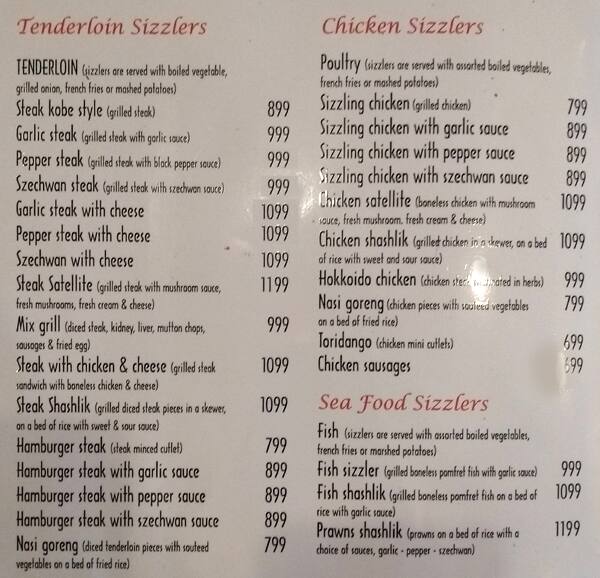 Tenderloin Sizzlers
TENDERLOIN (sizzlers are served with boiled vegetable,
grilled onion, french fries or mashed potatoes)
Steak kobe style (grilled steak) 899
Garlic steak (grilled steak with garlic sauce) 999
Pepper steak (grilled steak with black pepper sauce) 999
Szechwan steak (grilled steak with szechwan sauce) 999
Garlic steak with cheese 1099
Pepper steak with cheese 1099
Szechwan with cheese 1099
Steak Satellite (grilled steak with mushroom sauce, 1199
fresh mushrooms, fresh cream & cheese)
Mix grill (diced steak, kidney, liver, mutton chops, 999
sausages & fried egg)
Steak with chicken & cheese (grilled steak 1099
sandwich with boneless chicken & cheese)
Steak Shashlik (grilled diced steak pieces in a skewer, 1099
on a bed of rice with sweet & sour sauce)
Hamburger steak (steak minced cutlet) 799
Hamburger steak with garlic sauce 899
Hamburger steak with pepper sauce 899
Hamburger steak with szechwan sauce 899
Nasi goreng (diced tenderloin pieces with sauteed 799
vegetables on a bed of fried rice)
Chicken Sizzlers
Poultry (sizzlers are served with assorted boiled vegetables,
french fries or mashed potatoes)
Sizzling chicken (grilled chicken) 799
Sizzling chicken with garlic sauce 899
Sizzling chicken with pepper sauce 899
Sizzling chicken with szechwan sauce 899
Chicken satellite (boneless chicken with mushroom 1099
sauce, fresh mushroom, fresh cream & cheese)
Chicken shashlik (grilled chicken in a skewer, on a bed 1099
of rice with sweet and sour sauce)
Hokkoido chicken (chicken steak marinated in herbs) 999
Nasi goreng (chicken pieces with sauteed vegetables 799
on a bed of fried rice)
Toridango (chicken mini cutlets) 699
Chicken sausages 699
Sea Food Sizzlers
Fish (sizzlers are served with assorted boiled vegetables,
french fries or marshed potatoes)
Fish sizzler (grilled boneless pomfret fish with garlic sauce) 999
Fish shashlik (grilled boneless pomfret fish on a bed of 1099
rice with garlic sauce)
Prawns shashlik (prawns on a bed of rice with a 1199
choice of sauces, garlic - pepper - szechwan)